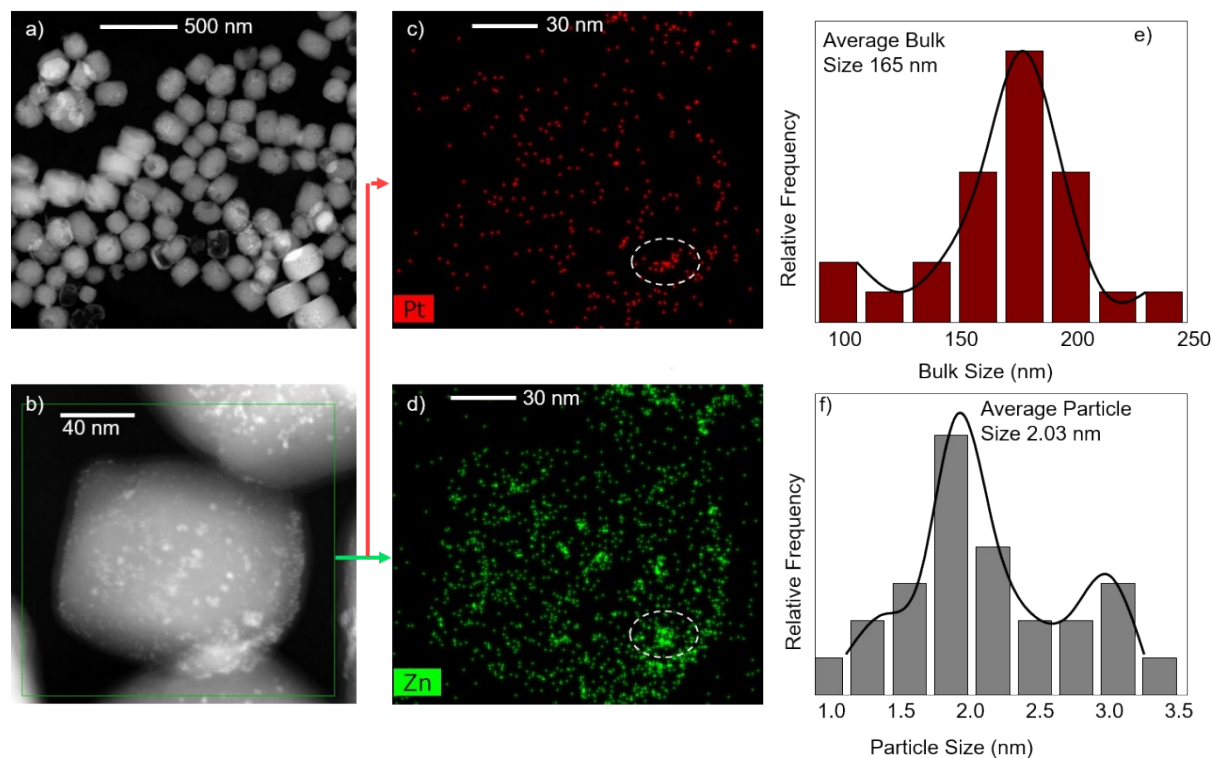 a)
500 nm
c)
30 nm
Pt
e)
Average Bulk
Size 165 nm
Relative Frequency
100 150 200 250
Bulk Size (nm)
b)
40 nm
d)
30 nm
Zn
f)
Average Particle
Size 2.03 nm
Relative Frequency
1.0 1.5 2.0 2.5 3.0 3.5
Particle Size (nm)